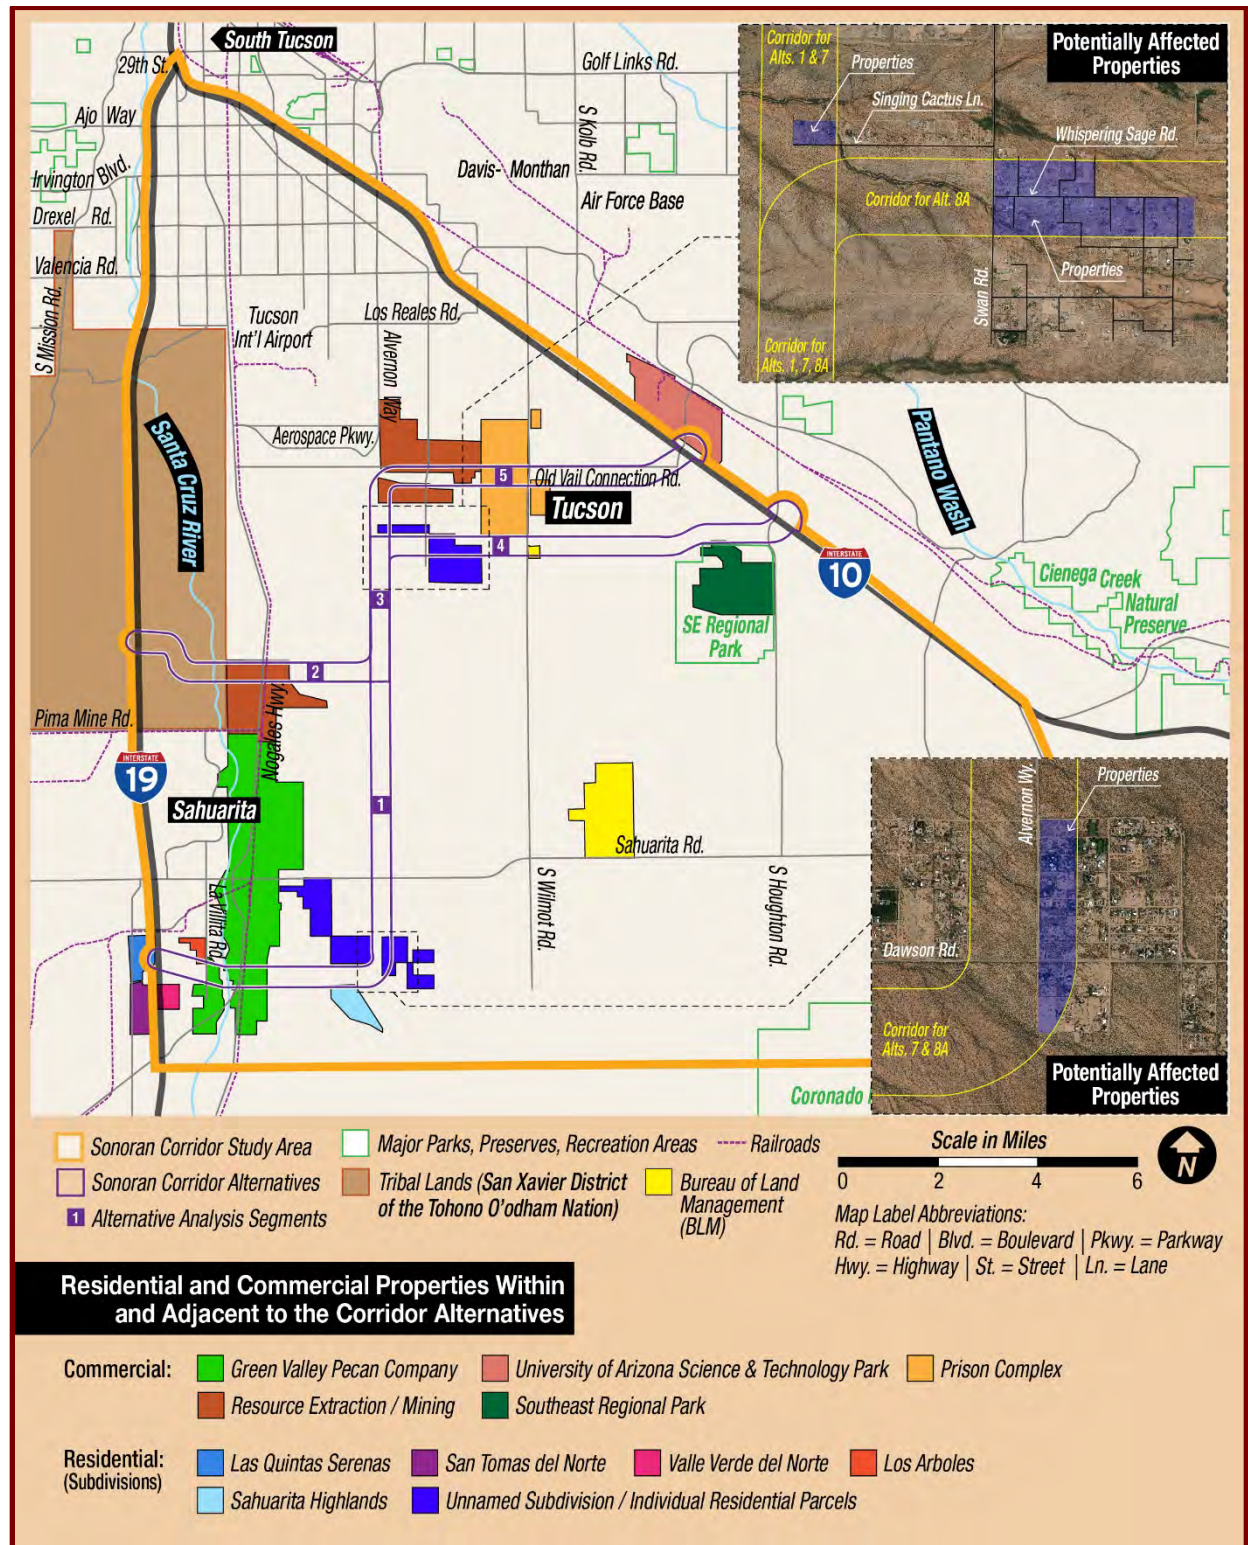 South Tucson
29th St.
Golf Links Rd.
Ajo Way
S Kolb Rd.
Irvington Blvd.
Davis- Monthan
Air Force Base
Drexel Rd.
Valencia Rd.
S Mission Rd.
Tucson
Int'l Airport
Los Reales Rd.
Alvernon Way
Aerospace Pkwy.
Santa Cruz River
Old Vail Connection Rd.
Tucson
5
4
3
2
1
Pantano Wash
INTERSTATE
10
Cienega Creek
Natural
Preserve
SE Regional
Park
Pima Mine Rd.
Nogales Hwy.
INTERSTATE
19
Sahuarita
Sahuarita Rd.
La Villita Rd.
S Wilmot Rd.
S Houghton Rd.
Coronado
Corridor for
Alts. 1 & 7
Potentially Affected
Properties
Properties
Singing Cactus Ln.
Whispering Sage Rd.
Corridor for Alt. 8A
Swan Rd.
Properties
Corridor for
Alts. 1, 7, 8A
Alvernon Wy.
Properties
Dawson Rd.
Corridor for
Alts. 7 & 8A
Potentially Affected
Properties
Sonoran Corridor Study Area
Major Parks, Preserves, Recreation Areas
Railroads
Sonoran Corridor Alternatives
Tribal Lands (San Xavier District
of the Tohono O'odham Nation)
Bureau of Land
Management
(BLM)
1 Alternative Analysis Segments
Scale in Miles
0 2 4 6
N
Map Label Abbreviations:
Rd. = Road | Blvd. = Boulevard | Pkwy. = Parkway
Hwy. = Highway | St. = Street | Ln. = Lane
Residential and Commercial Properties Within
and Adjacent to the Corridor Alternatives
Commercial:
Green Valley Pecan Company
University of Arizona Science & Technology Park
Prison Complex
Resource Extraction / Mining
Southeast Regional Park
Residential:
(Subdivisions)
Las Quintas Serenas
San Tomas del Norte
Valle Verde del Norte
Los Arboles
Sahuarita Highlands
Unnamed Subdivision / Individual Residential Parcels